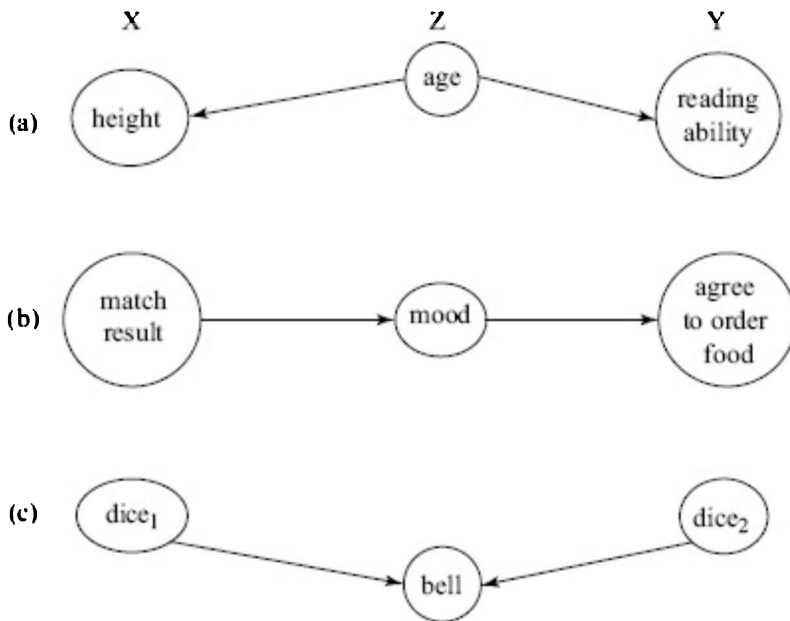 X Z Y
(a)
height
age
reading
ability
(b)
match
result
mood
agree
to order
food
(c)
dice1
dice2
bell